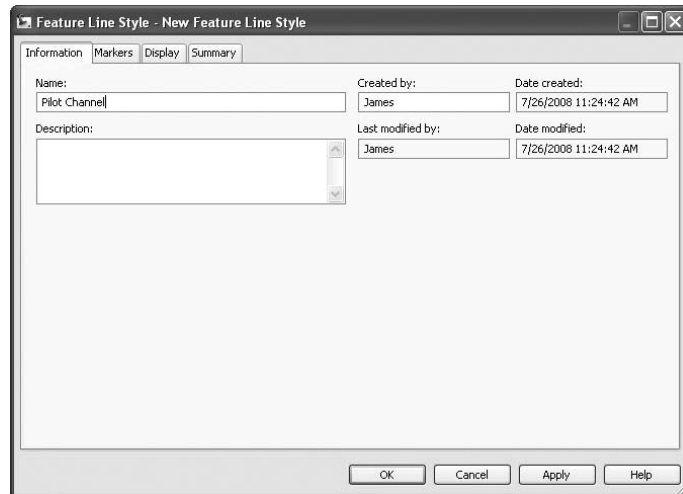 Feature Line Style - New Feature Line Style
Information Markers Display Summary
Name:
Pilot Channel
Description:
Created by:
James
Date created:
7/26/2008 11:24:42 AM
Last modified by:
James
Date modified:
7/26/2008 11:24:42 AM
OK Cancel Apply Help